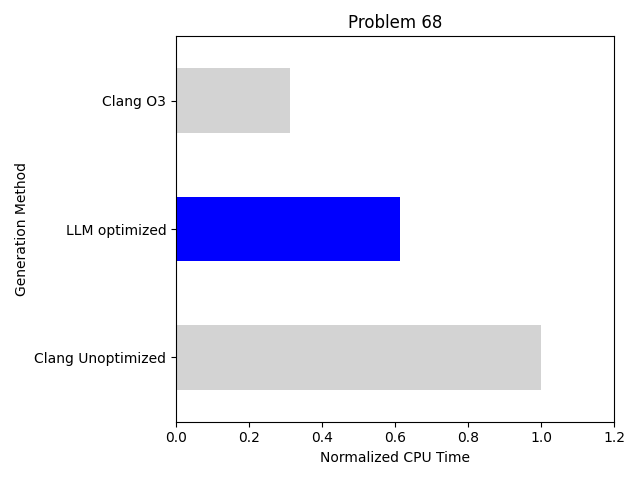 Problem 68
Generation Method
Clang O3
LLM optimized
Clang Unoptimized
0.0 0.2 0.4 0.6 0.8 1.0 1.2
Normalized CPU Time